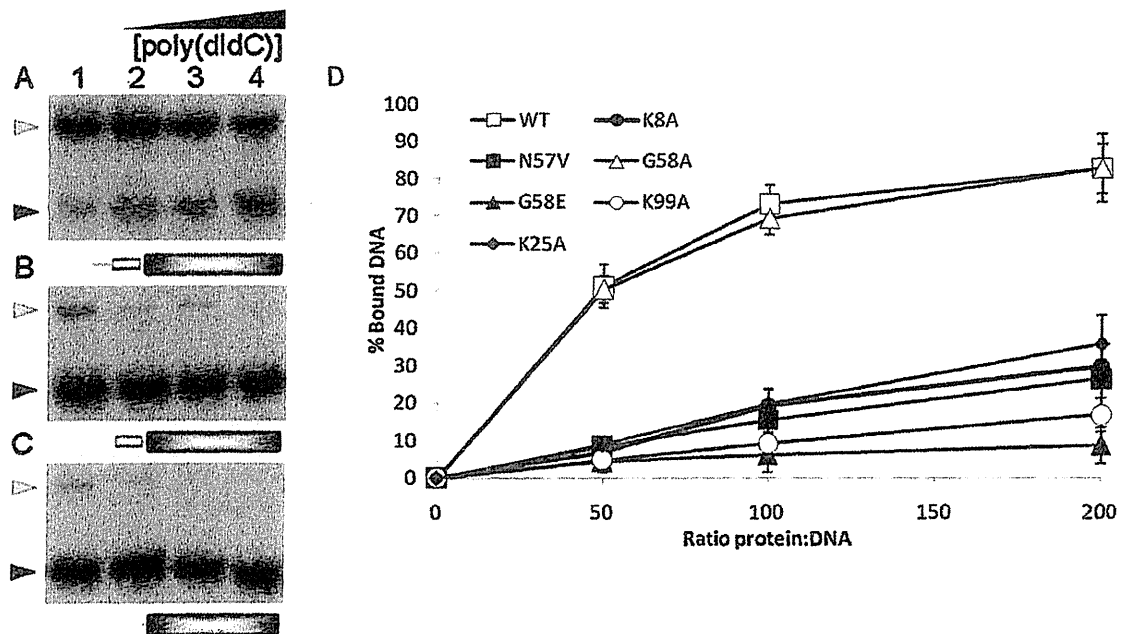 [poly(dIdC)]
A 1 2 3 4
B
C
D
% Bound DNA
100
90
80
70
60
50
40
30
20
10
0
WT K8A
N57V G58A
G58E K99A
K25A
0 50 100 150 200
Ratio protein:DNA